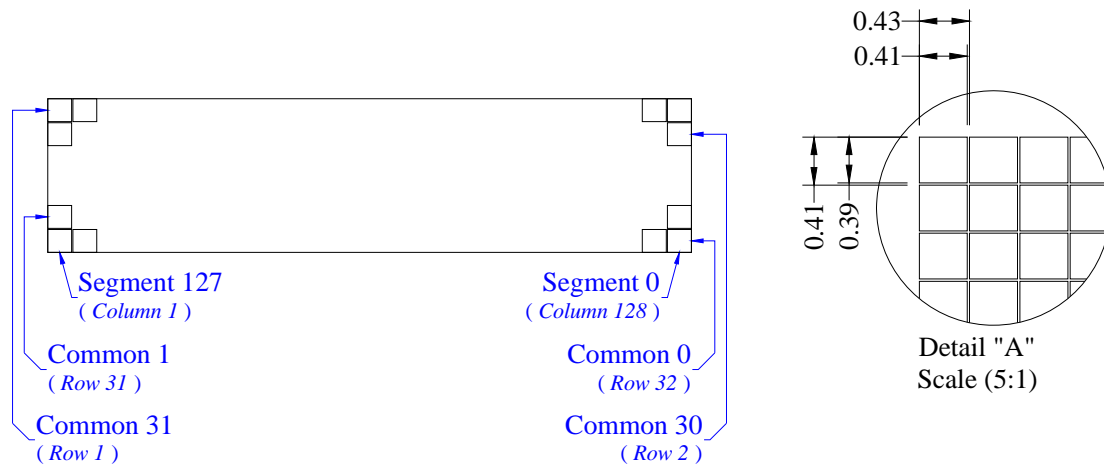 0.43
0.41
0.41
0.39
Segment 127
( Column 1 )
Segment 0
( Column 128 )
Common 1
( Row 31 )
Common 0
( Row 32 )
Common 31
( Row 1 )
Common 30
( Row 2 )
Detail "A"
Scale (5:1)